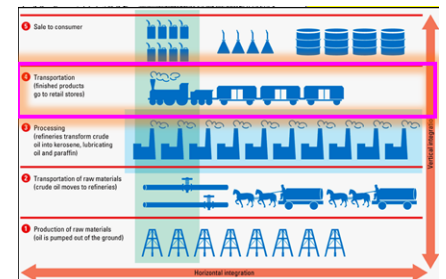 5 Sale to consumer
4 Transportation
(finished products
go to retail stores)
3 Processing
(refineries transform crude
oil into kerosene, lubricating
oil and paraffin)
2 Transportation of raw materials
(crude oil moves to refineries)
1 Production of raw materials
(oil is pumped out of the ground)
Horizontal integration
Vertical integration